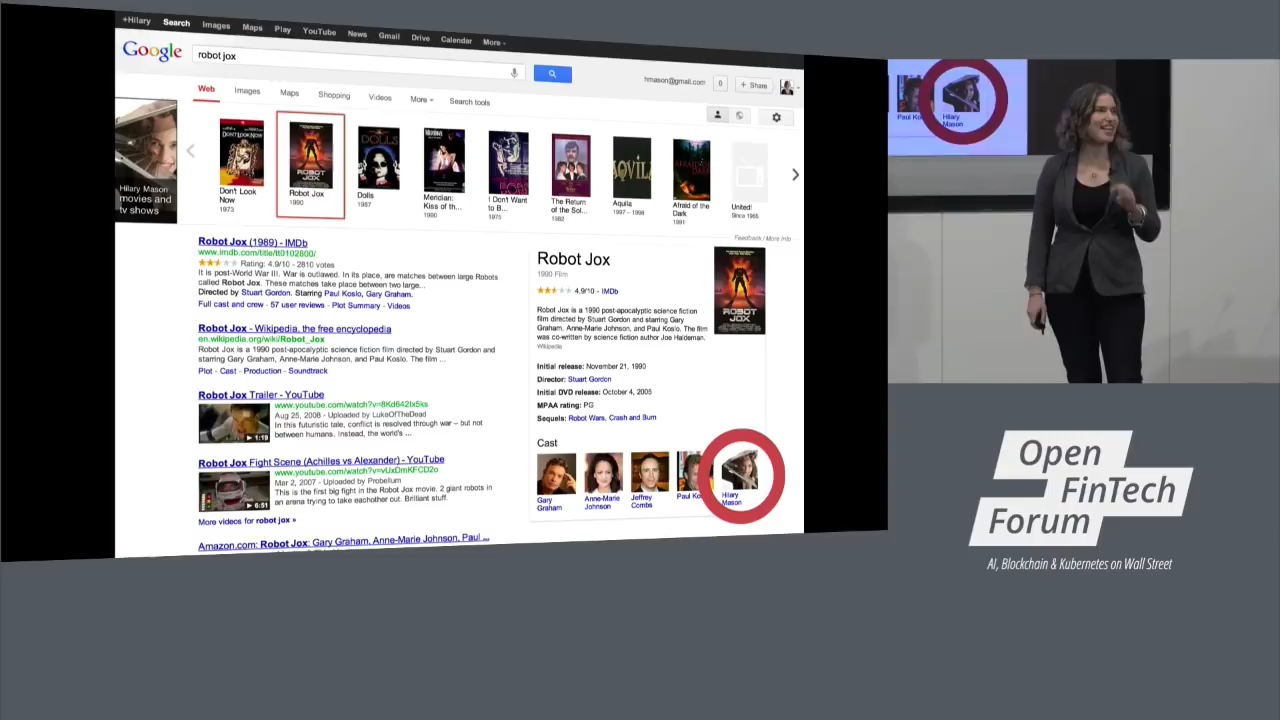 +Hilary Search Images Maps Play YouTube News Gmail Drive Calendar More
Google
robot jox
hmason@gmail.com 0 + Share
Web Images Maps Shopping Videos More Search tools
Hilary Mason
movies and
tv shows
Don't Look
Now
1973
Robot Jox
1990
Dolls
1987
Meridian:
Kiss of th...
1990
I Don't Want
to B...
1975
The Return
of the Sol...
1982
Aquila
1997 – 1998
Afraid of the
Dark
1991
United!
Since 1965
Feedback / More info
Robot Jox (1989) - IMDb
www.imdb.com/title/tt0102800/
Rating: 4.9/10 - 2810 votes
It is post-World War III. War is outlawed. In its place, are matches between large Robots
called Robot Jox. These matches take place between two large...
Directed by Stuart Gordon. Starring Paul Koslo, Gary Graham.
Full cast and crew - 57 user reviews - Plot Summary - Videos
Robot Jox - Wikipedia, the free encyclopedia
en.wikipedia.org/wiki/Robot_Jox
Robot Jox is a 1990 post-apocalyptic science fiction film directed by Stuart Gordon and
starring Gary Graham, Anne-Marie Johnson, and Paul Koslo. The film ...
Plot - Cast - Production - Soundtrack
Robot Jox Trailer - YouTube
www.youtube.com/watch?v=8Kd642Ix5ks
Aug 25, 2008 - Uploaded by LukeOfTheDead
In this futuristic tale, conflict is resolved through war – but not
between humans. Instead, the world's ...
1:19
Robot Jox Fight Scene (Achilles vs Alexander) - YouTube
www.youtube.com/watch?v=vUxDmKFCD2o
Mar 2, 2007 - Uploaded by Probellum
This is the first big fight in the Robot Jox movie. 2 giant robots in
an arena trying to take eachother out. Brilliant stuff.
6:51
More videos for robot jox »
Amazon.com: Robot Jox: Gary Graham, Anne-Marie Johnson, Paul ...
Robot Jox
1990 Film
4.9/10 - IMDb
Robot Jox is a 1990 post-apocalyptic science fiction
film directed by Stuart Gordon and starring Gary
Graham, Anne-Marie Johnson, and Paul Koslo. The film
was co-written by science fiction author Joe Haldeman.
Wikipedia
Initial release: November 21, 1990
Director: Stuart Gordon
Initial DVD release: October 4, 2005
MPAA rating: PG
Sequels: Robot Wars, Crash and Burn
Cast
Gary
Graham
Anne-Marie
Johnson
Jeffrey
Combs
Paul Ko
Hilary
Mason
Paul Ko
Hilary
Mason
Open
FinTech
Forum
AI, Blockchain & Kubernetes on Wall Street